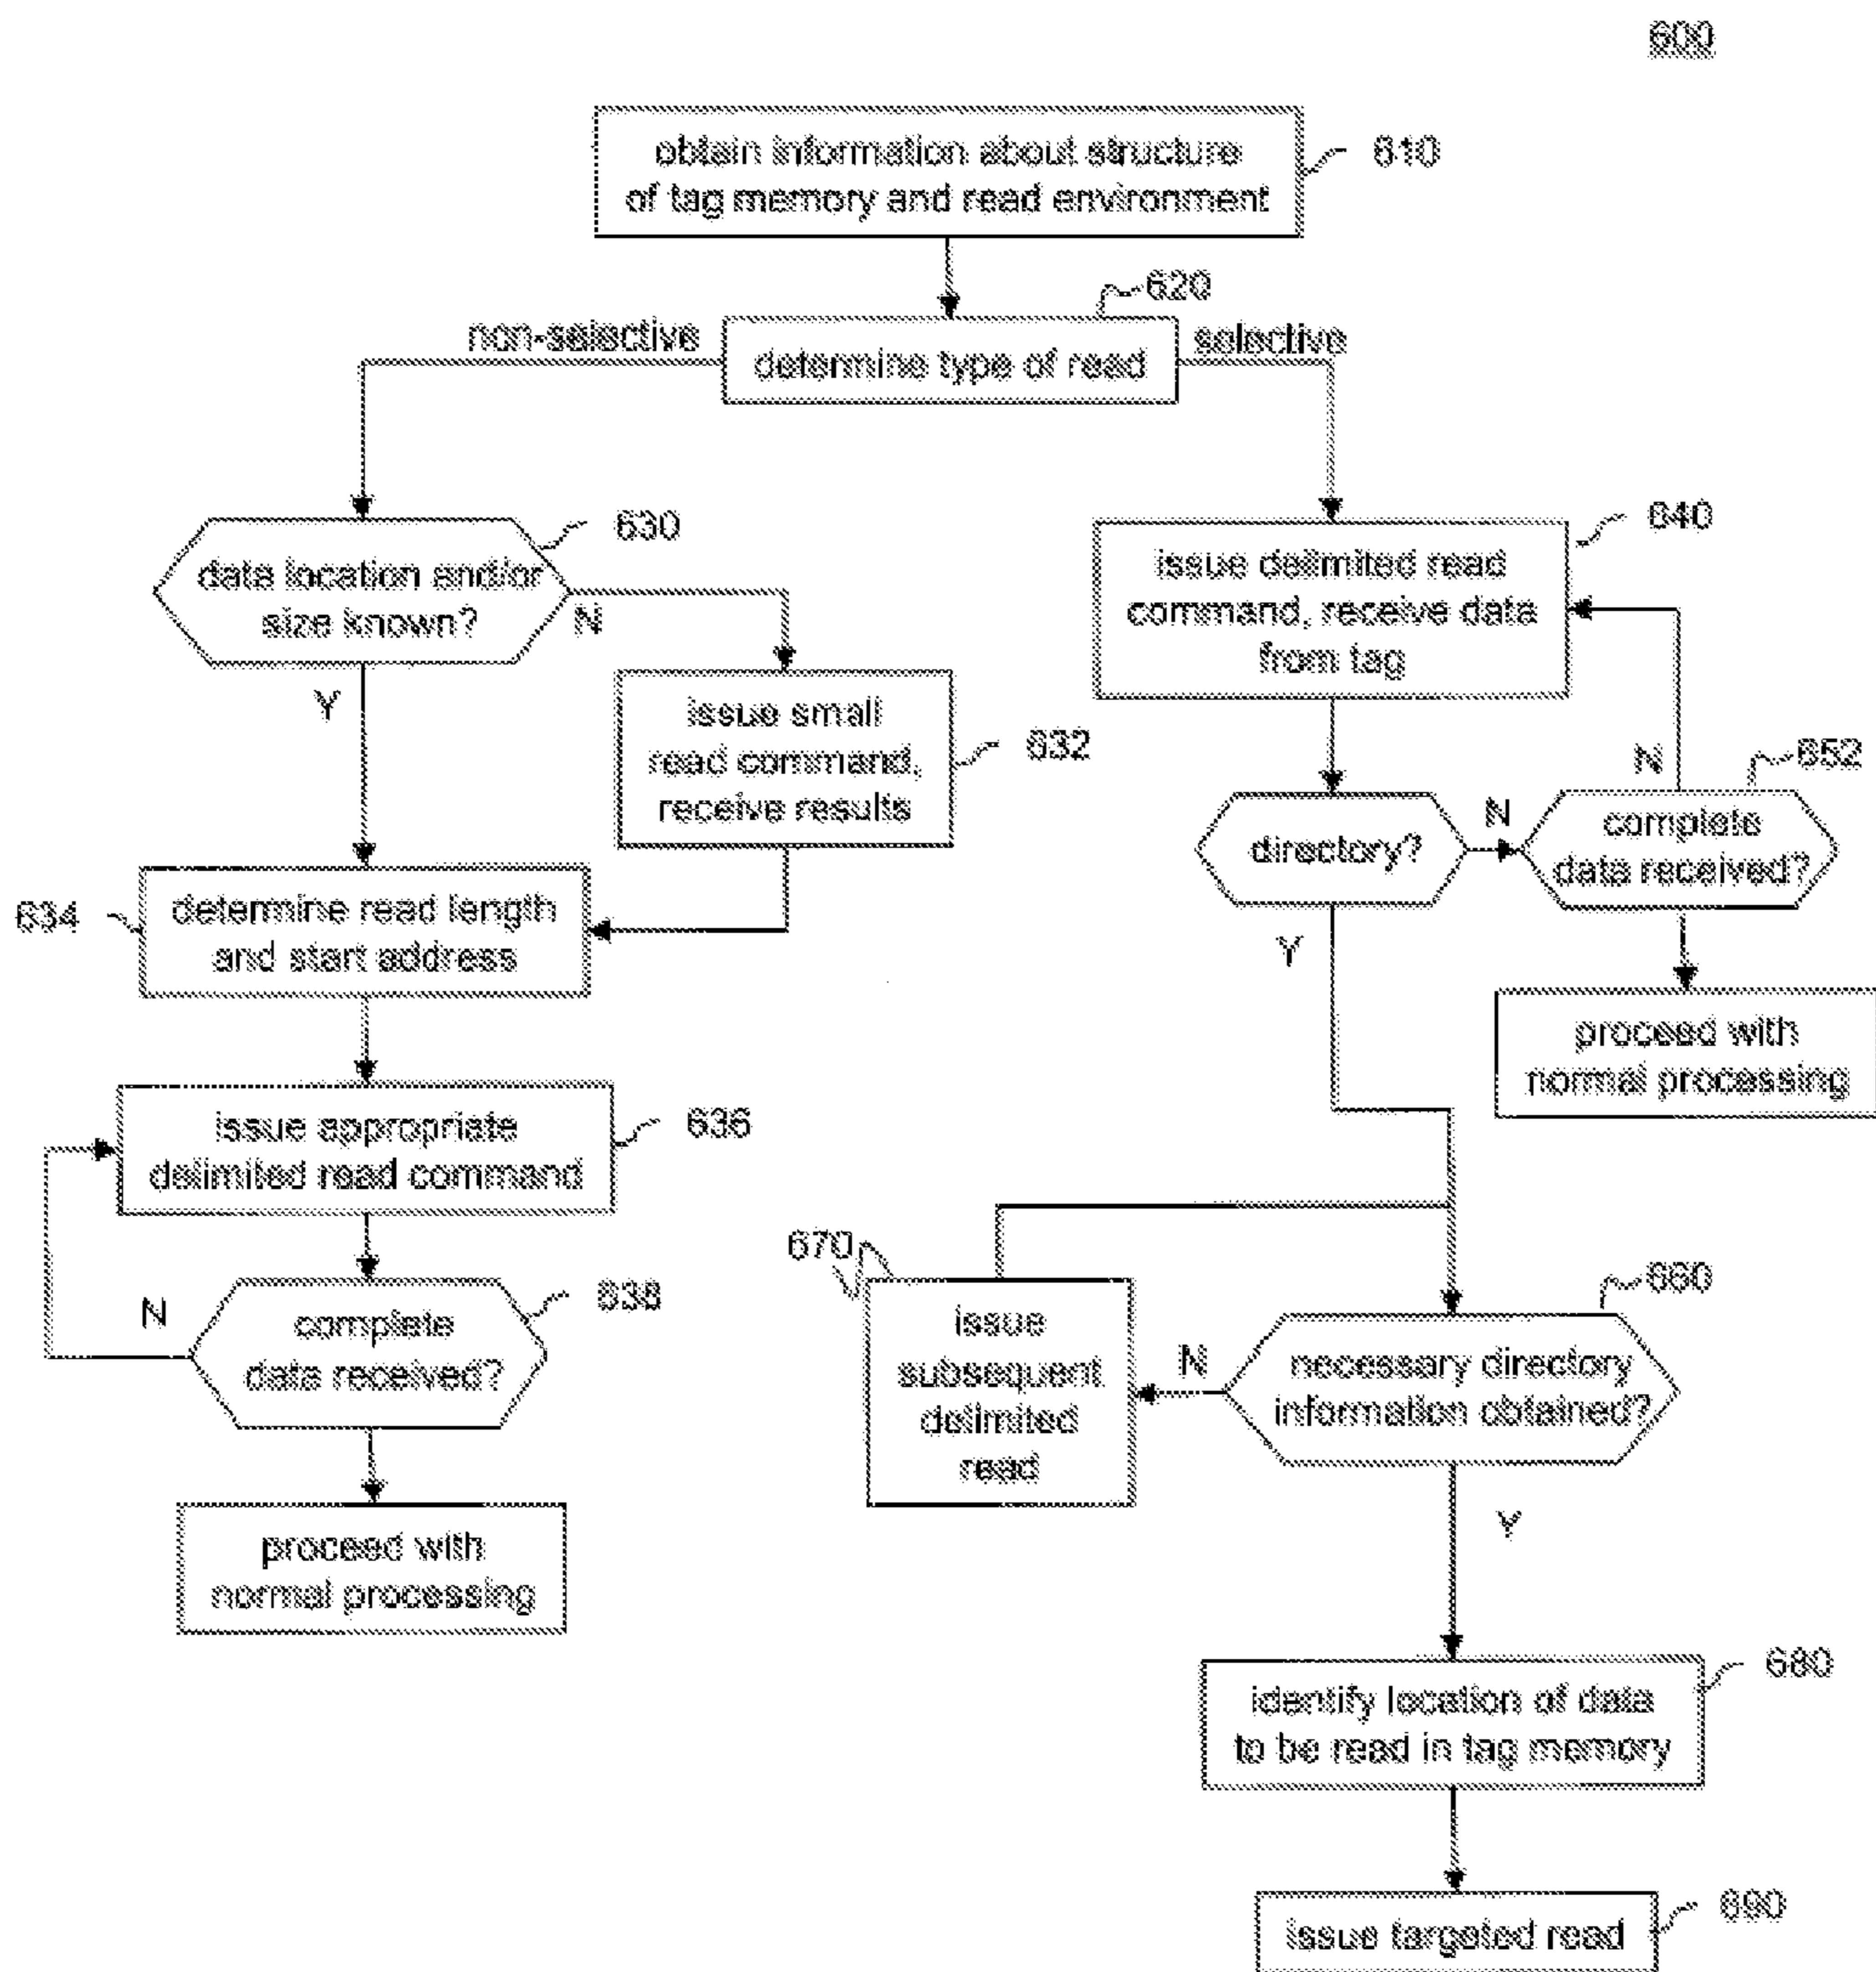 600
obtain information about structure
of tag memory and read environment
610
620
non-selective
determine type of read
selective
630
data location and/or
size known?
N
Y
issue small
read command,
receive results
632
634
determine read length
and start address
issue appropriate
delimited read command
636
complete
data received?
638
N
proceed with
normal processing
640
issue delimited read
command, receive data
from tag
directory?
N
Y
652
N
complete
data received?
proceed with
normal processing
670
issue
subsequent
delimited
read
660
necessary directory
information obtained?
N
Y
680
identify location of data
to be read in tag memory
690
issue targeted read